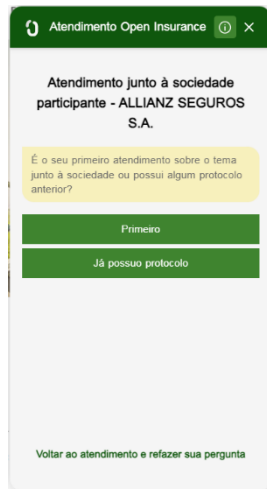 Atendimento Open Insurance
Atendimento junto à sociedade
participante - ALLIANZ SEGUROS
S.A.
É o seu primeiro atendimento sobre o tema
junto à sociedade ou possui algum protocolo
anterior?
Primeiro
Já possuo protocolo
Voltar ao atendimento e refazer sua pergunta